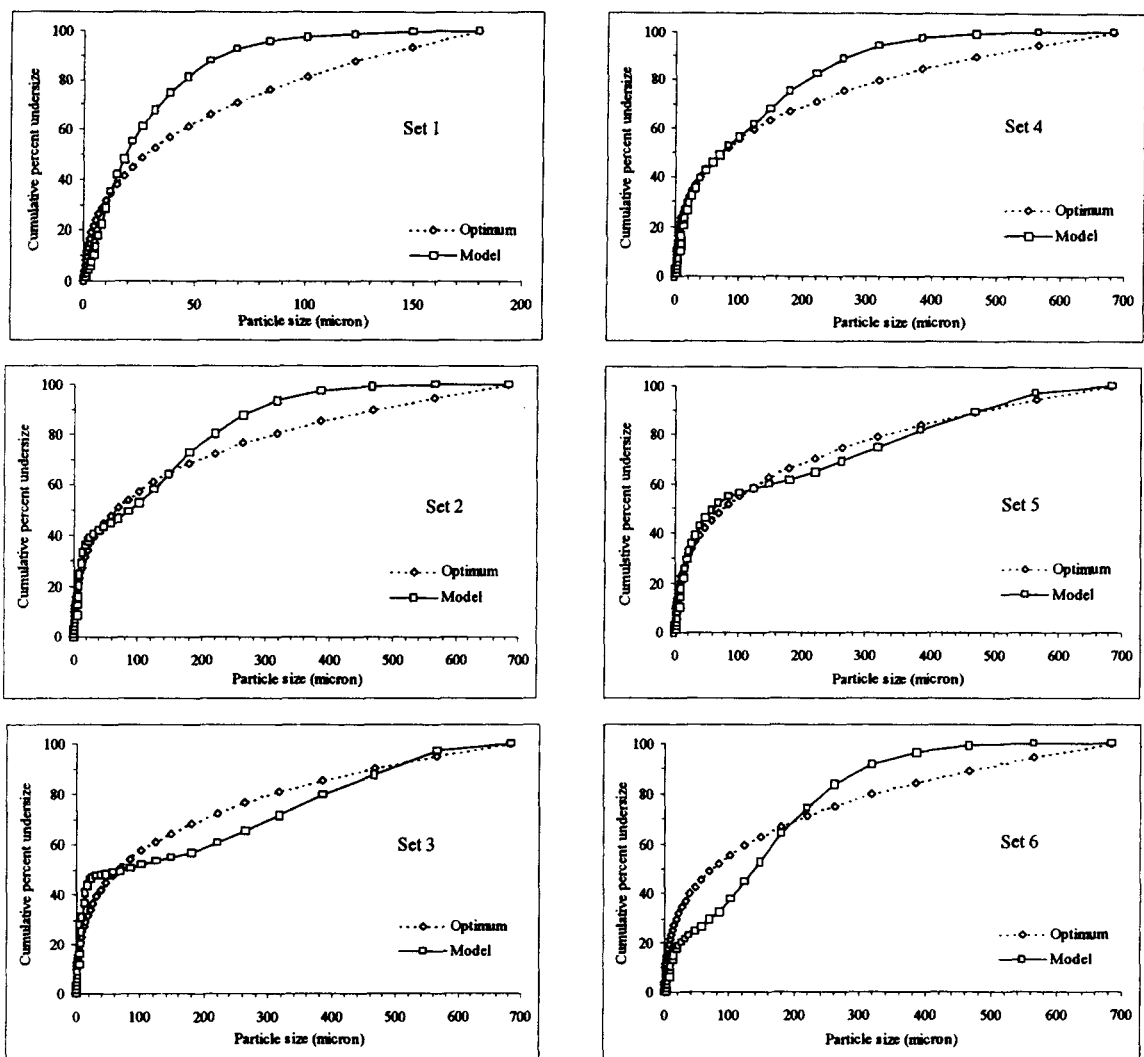 Cumulative percent undersize
100
80
60
40
20
0
Set 1
Optimum
Model
0
50
100
150
200
Particle size (micron)
Cumulative percent undersize
100
80
60
40
20
0
Set 4
Optimum
Model
0
100
200
300
400
500
600
700
Particle size (micron)
Cumulative percent undersize
100
80
60
40
20
0
Set 2
Optimum
Model
0
100
200
300
400
500
600
700
Particle size (micron)
Cumulstive percent undersize
100
80
60
40
20
0
Set 5
Optimum
Model
0
100
200
300
400
500
600
700
Particle size (micron)
Cumulative percent undersize
100
80
60
40
20
0
Set 3
Optimum
Model
0
100
200
300
400
500
600
700
Particle size (micron)
Cumulative percent undersize
100
80
60
40
20
0
Set 6
Optimum
Model
0
100
200
300
400
500
600
700
Particle size (micron)